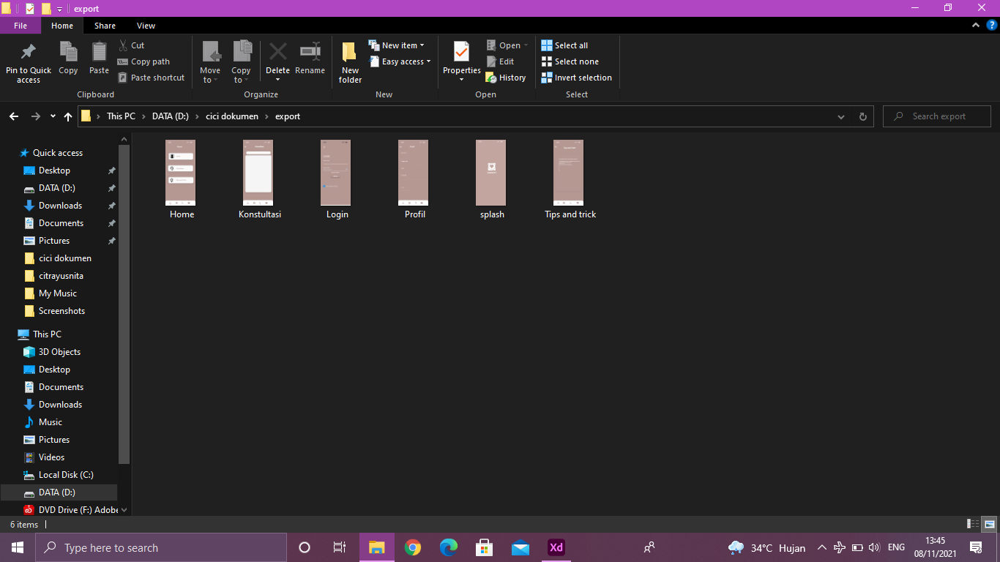 export
File Home Share View
Pin to Quick access
Copy
Paste
Cut
Copy path
Paste shortcut
Clipboard
Move to
Copy to
Delete
Rename
Organize
New folder
New item
Easy access
New
Properties
Open
Edit
History
Open
Select all
Select none
Invert selection
Select
This PC > DATA (D:) > cici dokumen > export
Search export
Quick access
Desktop
DATA (D:)
Downloads
Documents
Pictures
cici dokumen
citrayusnita
My Music
Screenshots
This PC
3D Objects
Desktop
Documents
Downloads
Music
Pictures
Videos
Local Disk (C:)
DATA (D:)
DVD Drive (F:) Adobe
Home
Konstultasi
Login
Profil
splash
Tips and trick
6 items
Type here to search
Xd
34°C Hujan
ENG
13:45
08/11/2021